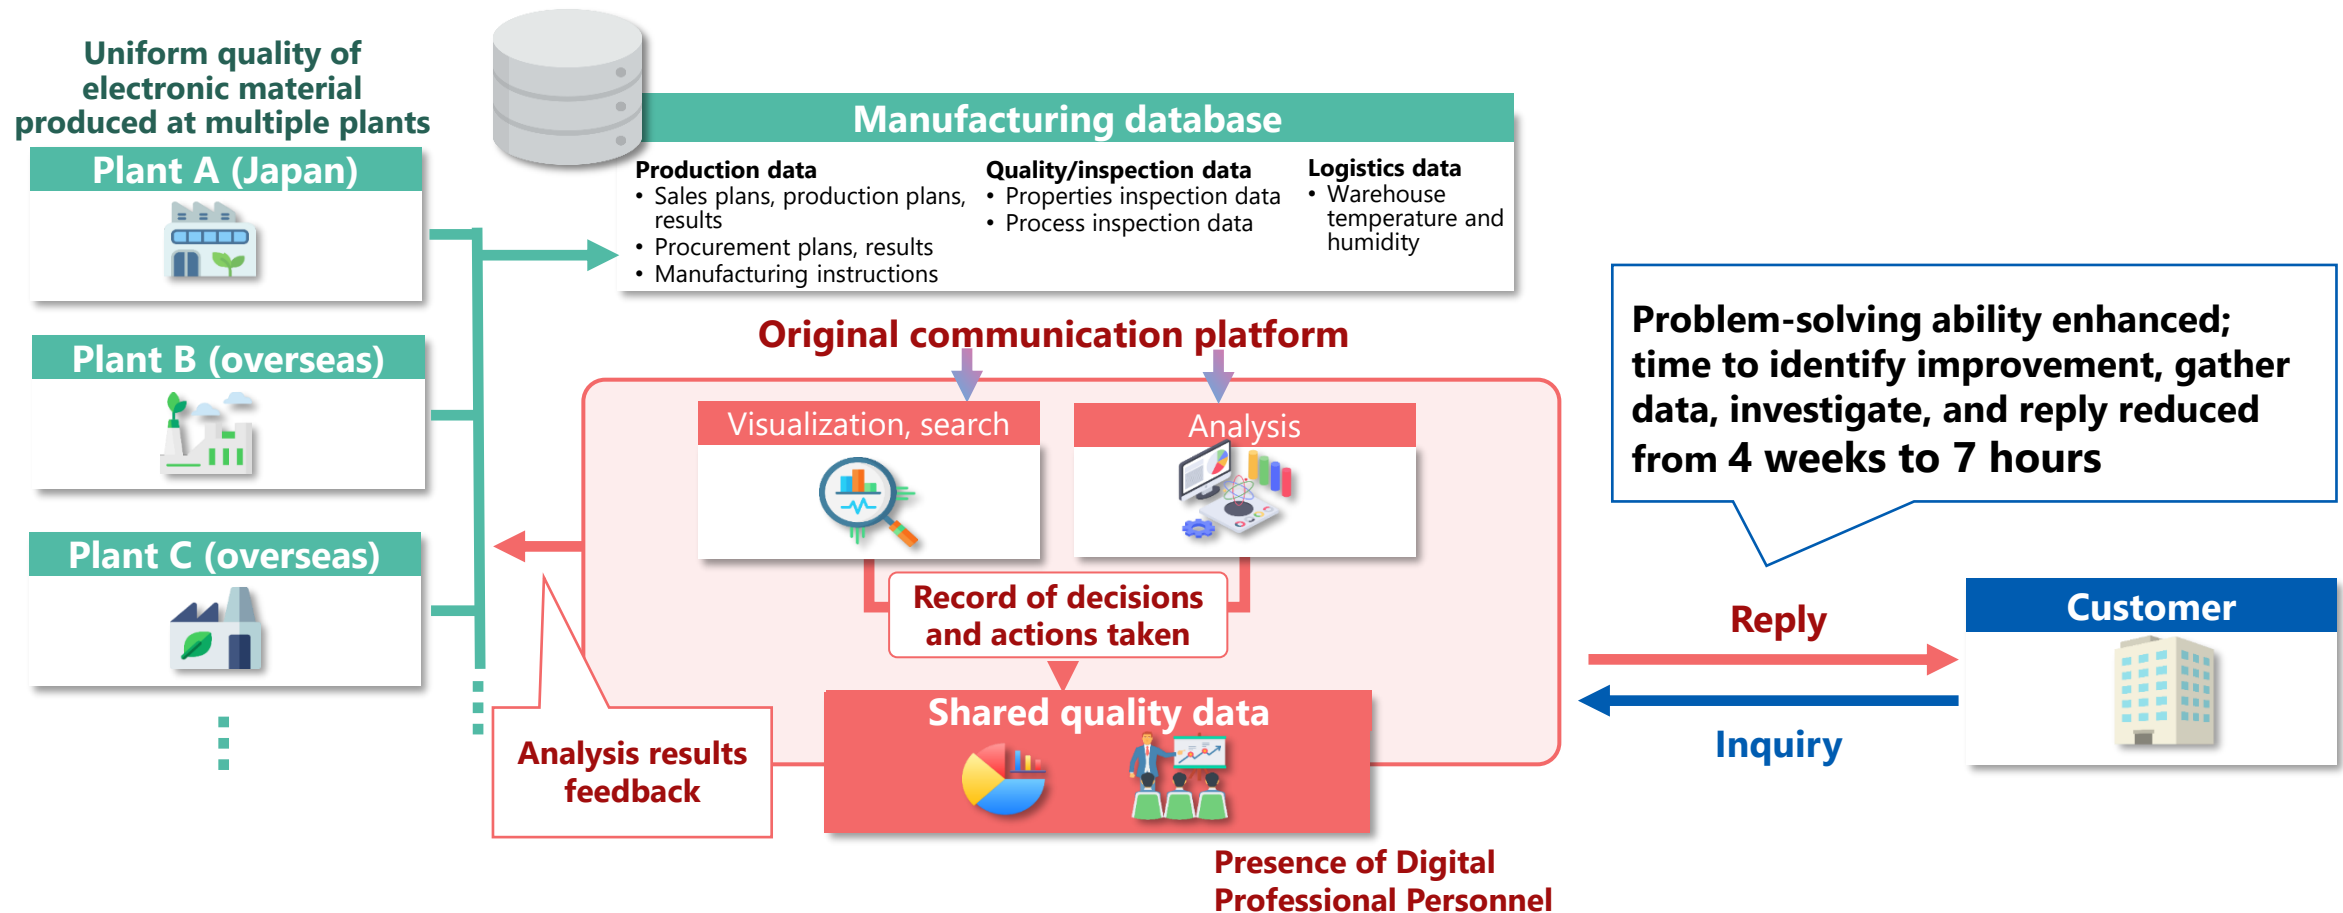 Uniform quality of
electronic material
produced at multiple plants
Plant A (Japan)
Plant B (overseas)
Plant C (overseas)
Manufacturing database
Production data
• Sales plans, production plans,
results
• Procurement plans, results
• Manufacturing instructions
Quality/inspection data
• Properties inspection data
• Process inspection data
Logistics data
• Warehouse
temperature and
humidity
Original communication platform
Visualization, search
Analysis
Record of decisions
and actions taken
Shared quality data
Analysis results
feedback
Presence of Digital
Professional Personnel
Problem-solving ability enhanced;
time to identify improvement, gather
data, investigate, and reply reduced
from 4 weeks to 7 hours
Reply
Inquiry
Customer